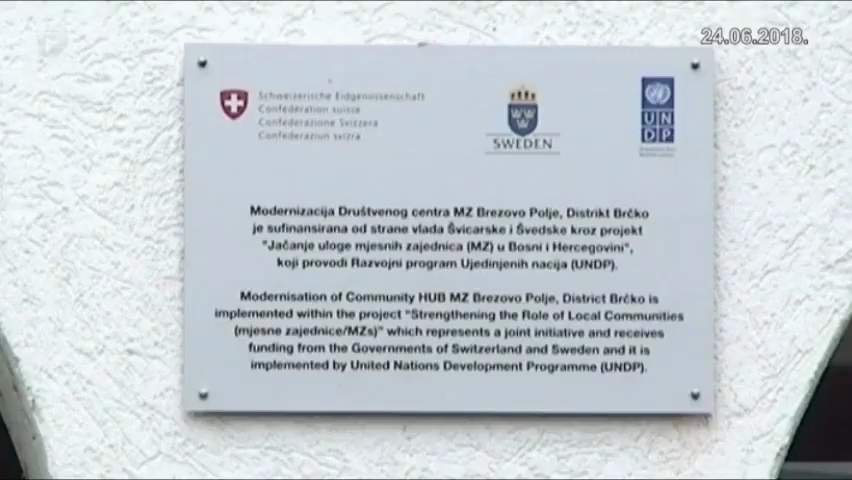 24.06.2018.
Schweizerische Eidgenossenschaft
Confédération suisse
Confederazione Svizzera
Confederaziun svizra
SWEDEN
UN
DP
Modernizacija Društvenog centra MZ Brezovo Polje, Distrikt Brčko
je sufinansirana od strane vlada Švicarske i Švedske kroz projekt
"Jačanje uloge mjesnih zajednica (MZ) u Bosni i Hercegovini",
koji provodi Razvojni program Ujedinjenih nacija (UNDP).
Modernisation of Community HUB MZ Brezovo Polje, District Brčko is
implemented within the project "Strengthening the Role of Local Communities
(mjesne zajednice/MZs)" which represents a joint initiative and receives
funding from the Governments of Switzerland and Sweden and it is
implemented by United Nations Development Programme (UNDP).